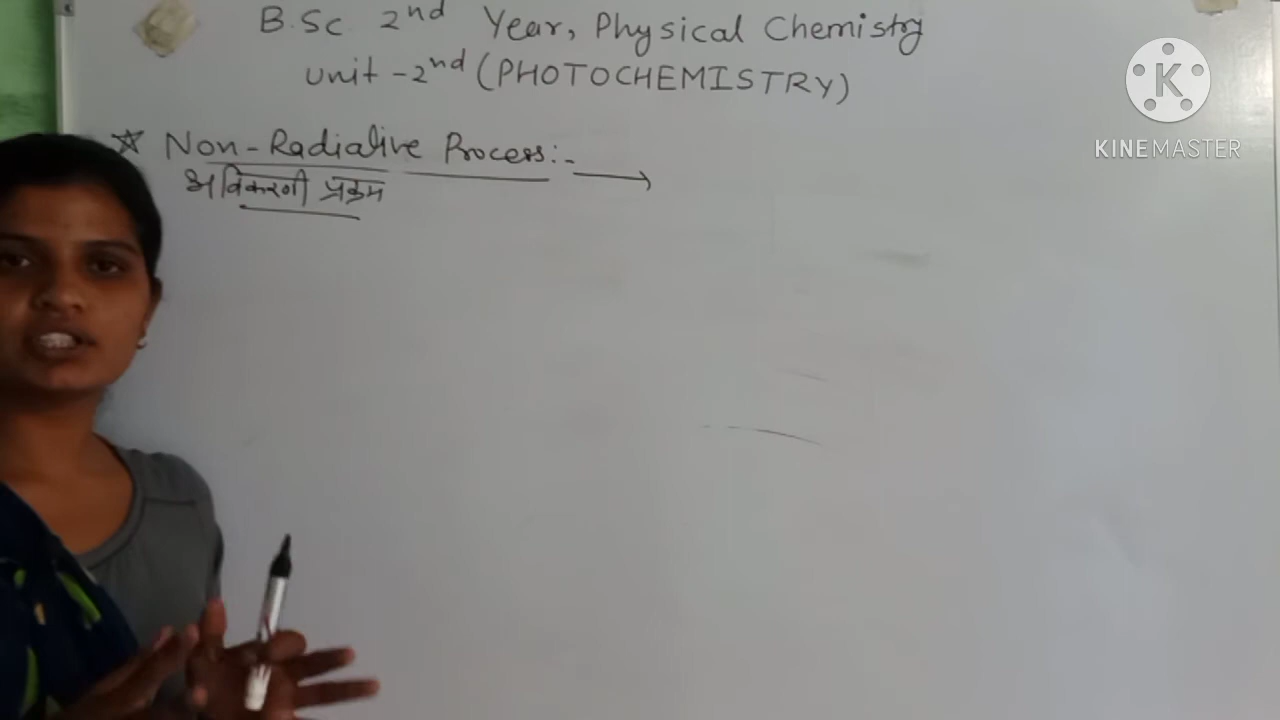 B.Sc 2nd Year, Physical Chemistry
Unit-2nd (PHOTOCHEMISTRY)
☆ Non-Radiative Process:- →
अविकरणी प्रक्रम
K
KINEMASTER